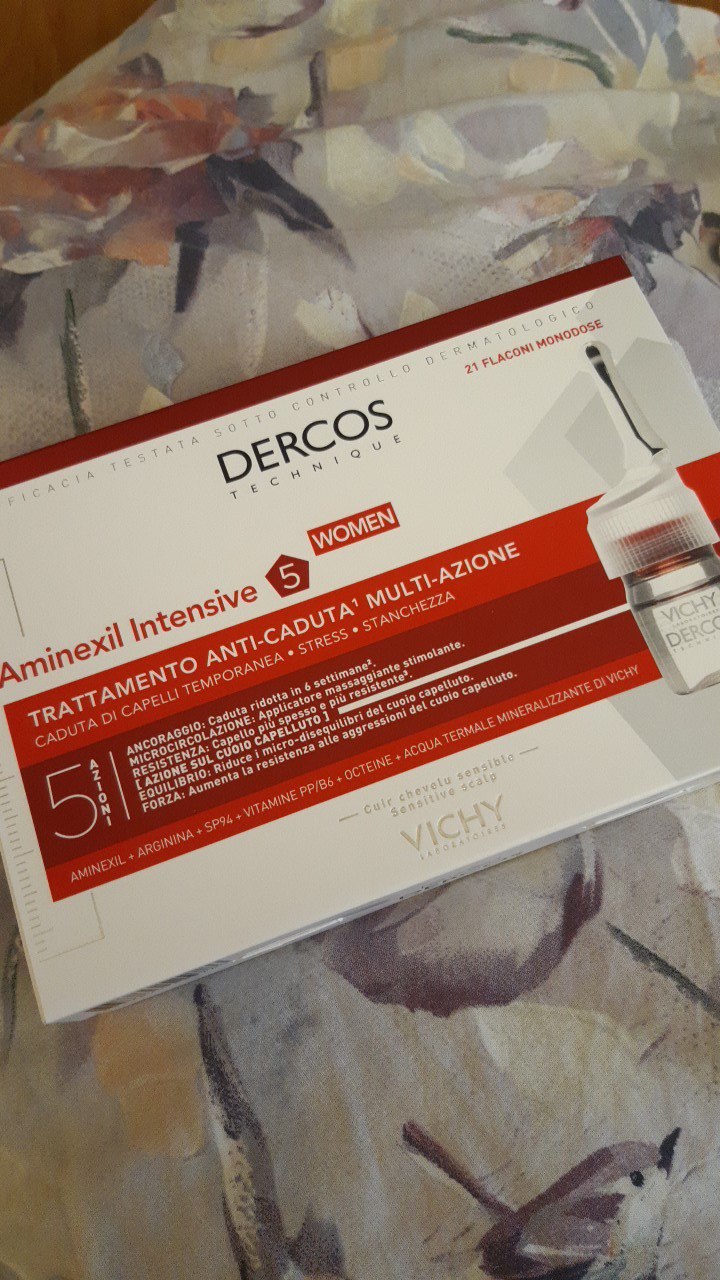 FICACIA TESTATA SOTTO CONTROLLO DERMATOLOGICO
21 FLACONI MONODOSE
DERCOS
TECHNIQUE
Aminexil Intensive 5
WOMEN
TRATTAMENTO ANTI-CADUTA¹ MULTI-AZIONE
CADUTA DI CAPELLI TEMPORANEA • STRESS • STANCHEZZA
5 AZIONI
ANCORAGGIO: Caduta ridotta in 6 settimane².
MICROCIRCOLAZIONE: Applicatore massaggiante stimolante.
RESISTENZA: Capello più spesso e più resistente³.
[ AZIONE SUL CUOIO CAPELLUTO ]
EQUILIBRIO: Riduce i micro-disequilibri del cuoio capelluto.
FORZA: Aumenta la resistenza alle aggressioni del cuoio capelluto.
AMINEXIL + ARGININA + SP94 + VITAMINE PP/B6 + OCTEINE + ACQUA TERMALE MINERALIZZANTE DI VICHY
Cuir chevelu sensible
Sensitive scalp
VICHY
LABORATOIRES
VICHY
LABORATOIRES
DERCOS